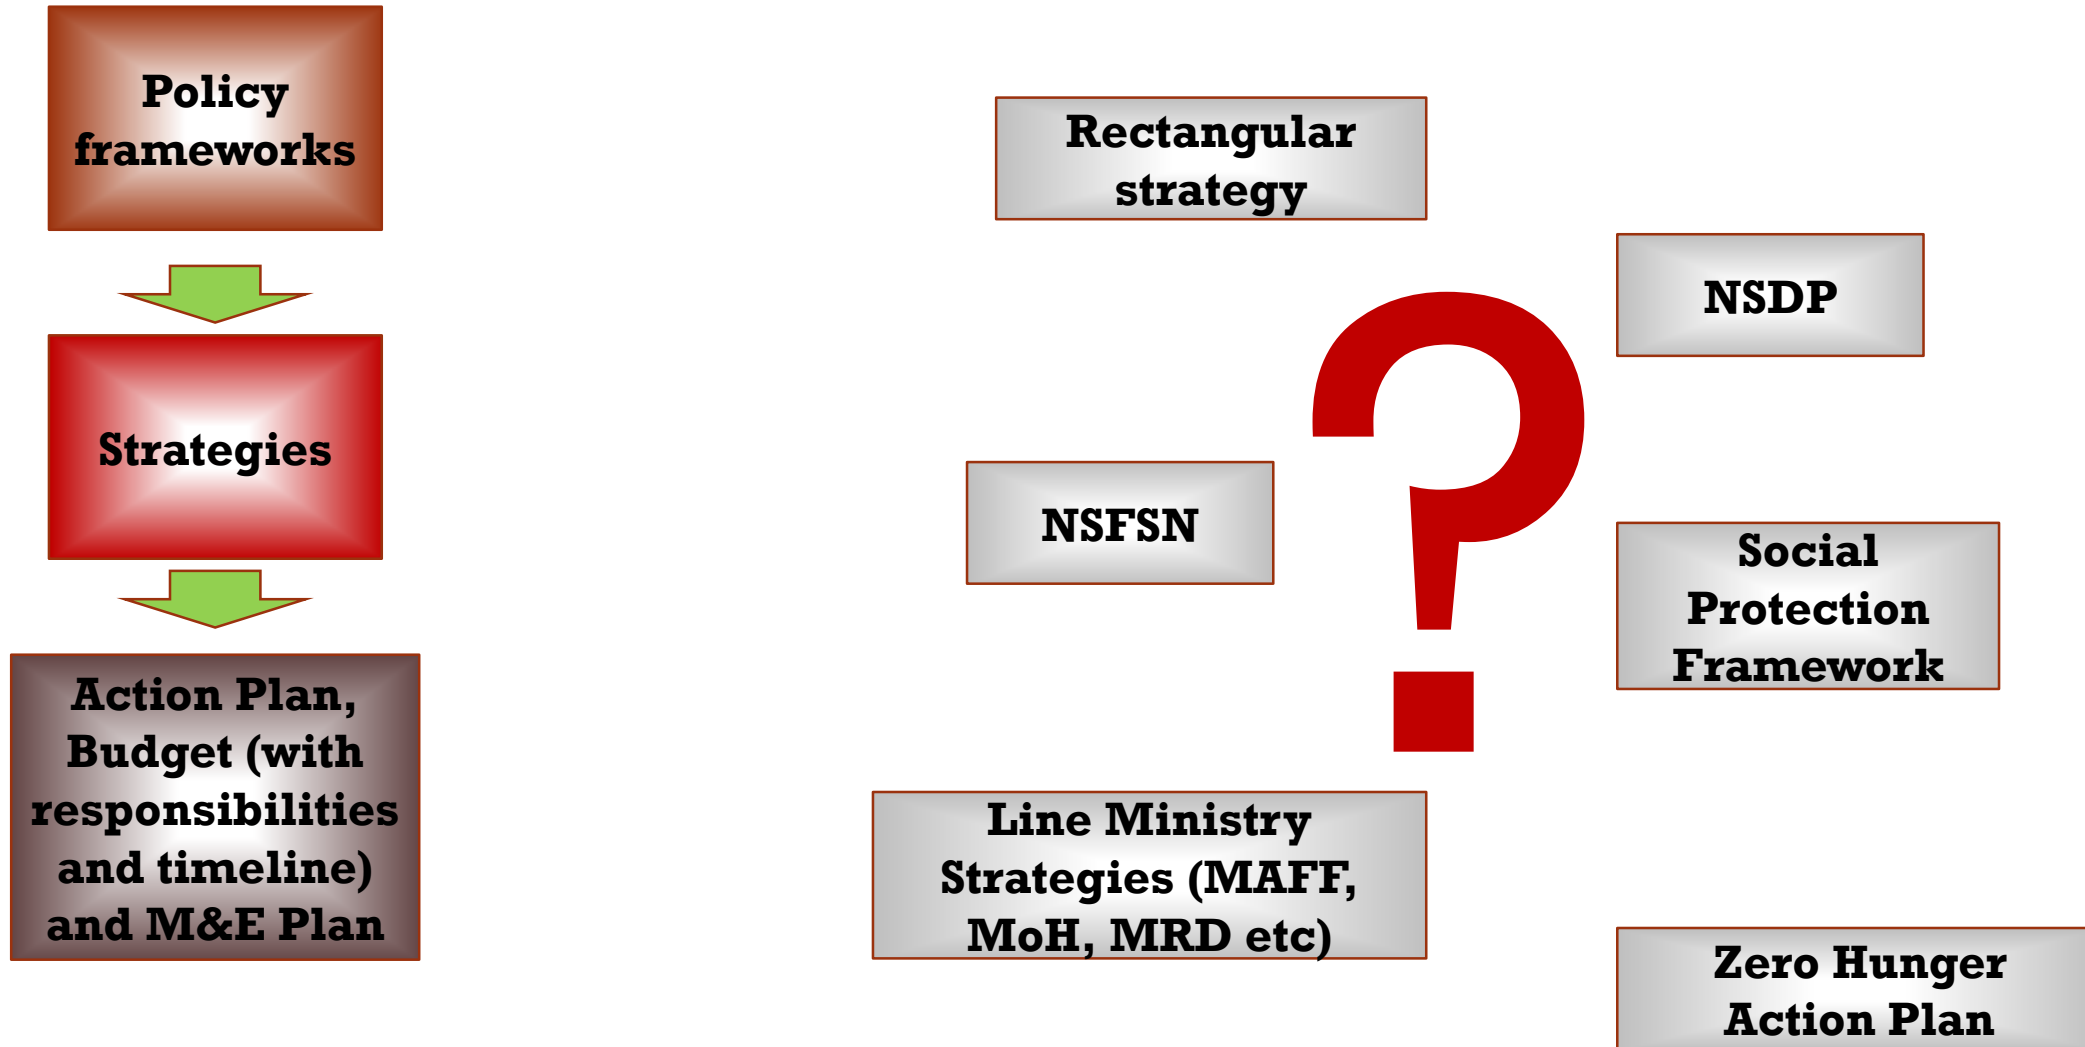 Policy
frameworks
Strategies
Action Plan,
Budget (with
responsibilities
and timeline)
and M&E Plan
Rectangular
strategy
NSDP
?
NSFSN
Social
Protection
Framework
Line Ministry
Strategies (MAFF,
MoH, MRD etc)
Zero Hunger
Action Plan